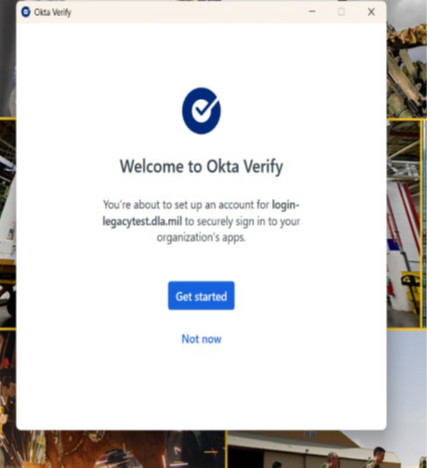 Okta Verify
Welcome to Okta Verify
You're about to set up an account for login-
legacytest.dla.mil to securely sign in to your
organization's apps.
Get started
Not now